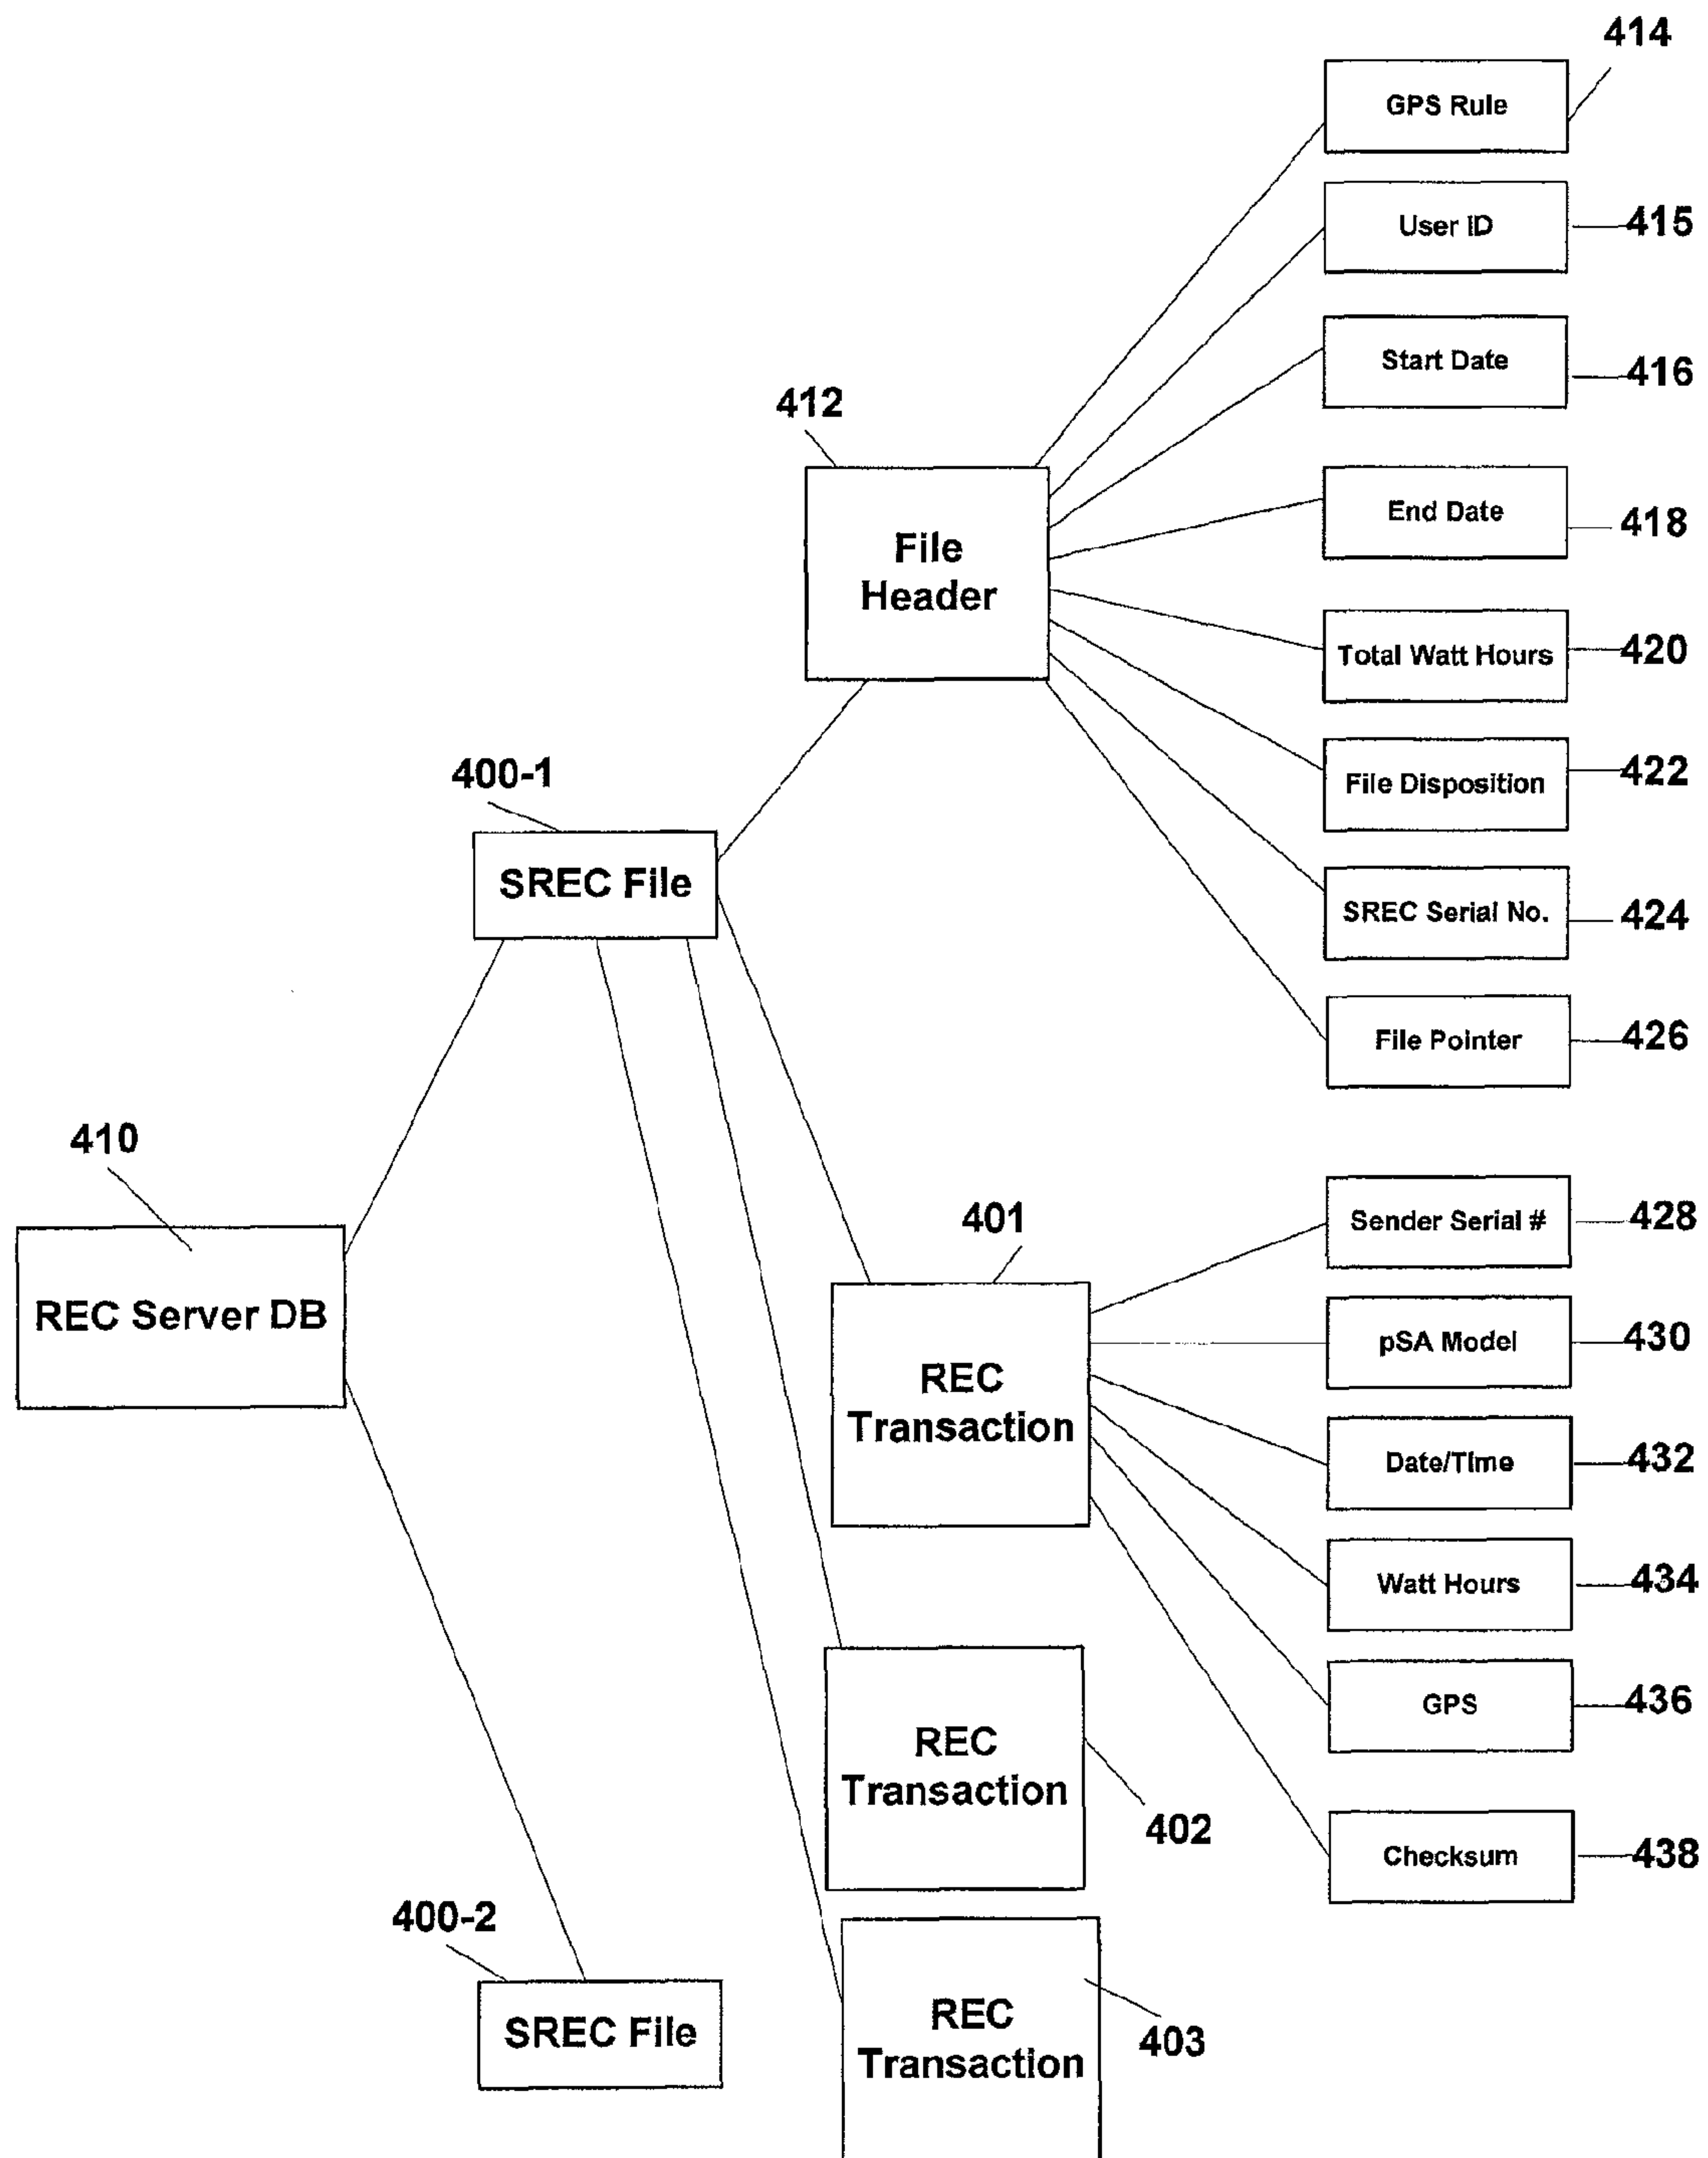 414
GPS Rule
User ID
415
Start Date
416
412
End Date
418
File
Header
Total Watt Hours
420
400-1
File Disposition
422
SREC File
SREC Serial No.
424
File Pointer
426
410
Sender Serial #
428
401
REC Server DB
pSA Model
430
REC
Transaction
Date/Time
432
Watt Hours
434
GPS
436
REC
Transaction
402
Checksum
438
400-2
SREC File
REC
Transaction
403